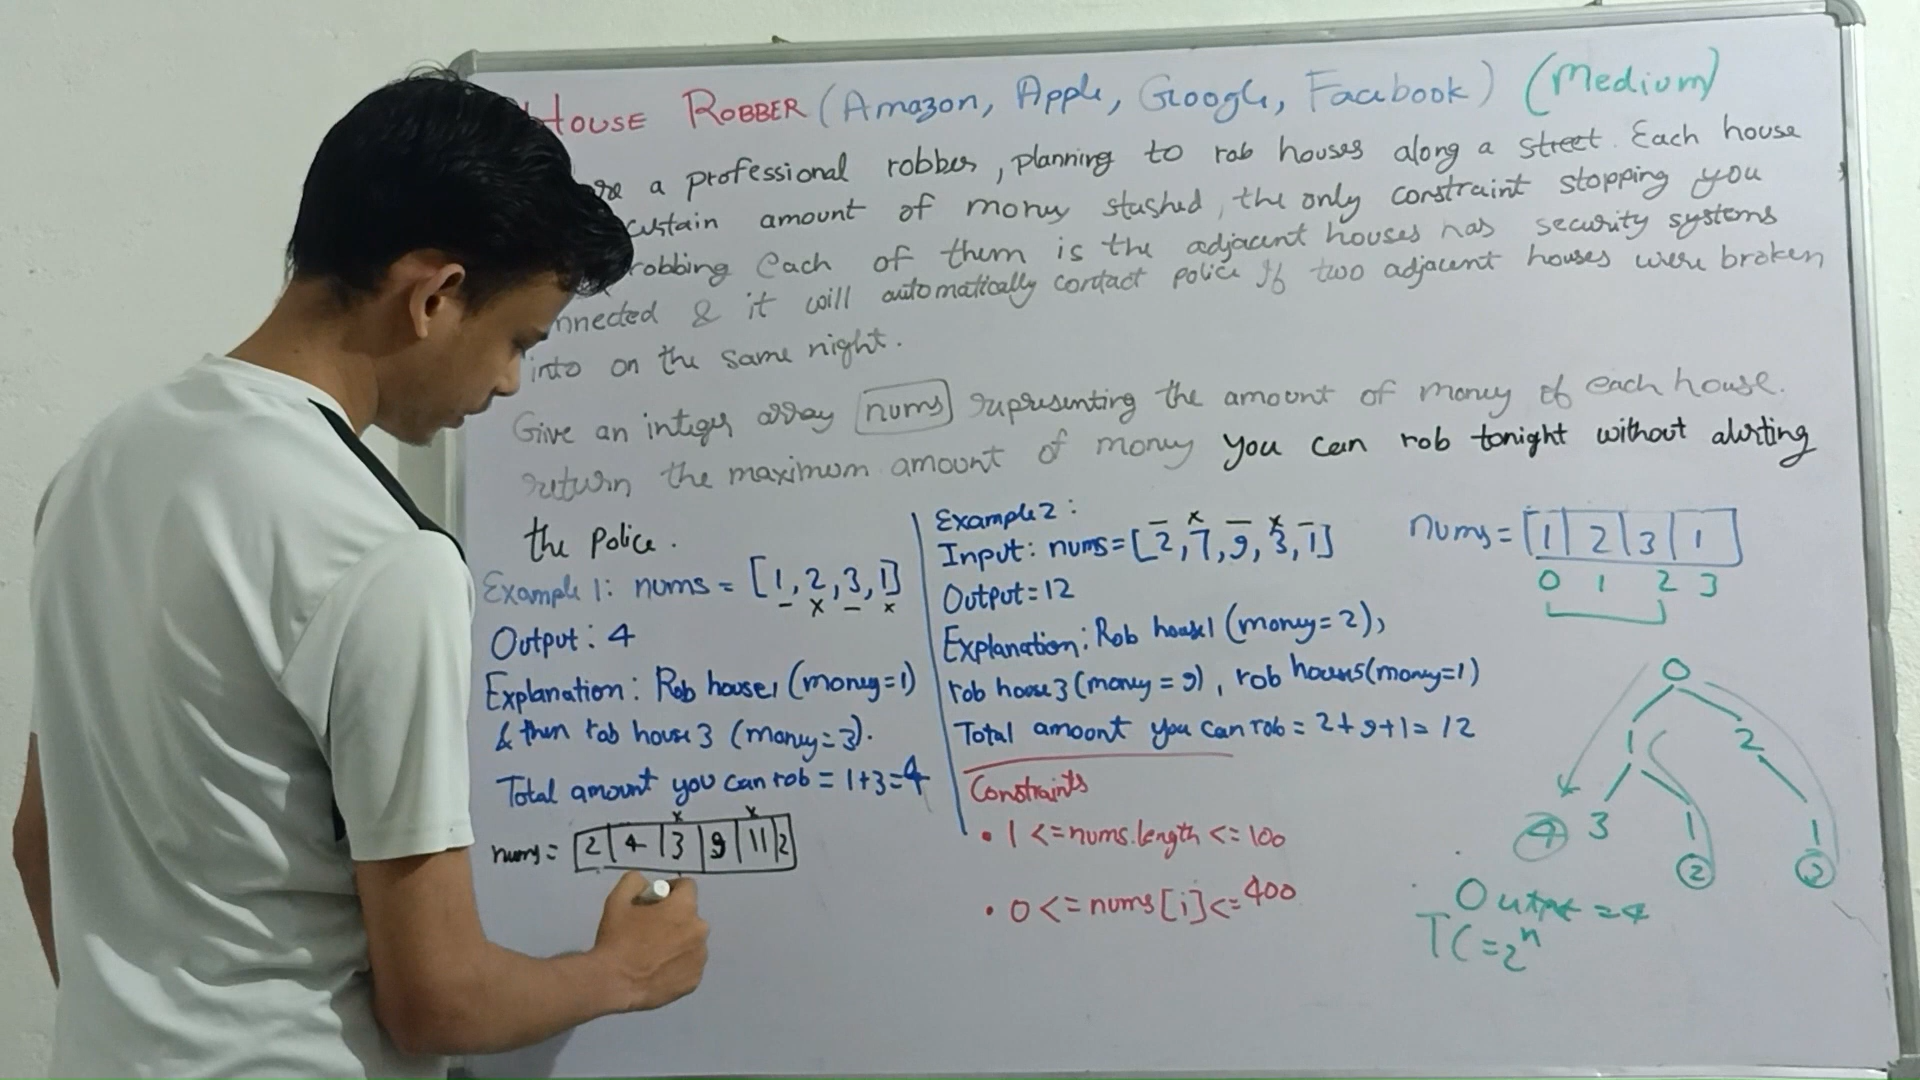 HOUSE ROBBER (Amazon, Apple, Google, Facebook) (Medium)
a professional robber, planning to rob houses along a street. Each house
amount of money stashed, the only constraint stopping you
robbing each of them is the adjacent houses has security systems
& it will automatically contact police if two adjacent houses were broken
into on the same night.
Give an integer array nums representing the amount of money of each house.
return the maximum amount of money you can rob tonight without alerting
the Police.
Example 1: nums = [1, 2, 3, 1]
- x - x
Output: 4
Explanation: Rob house1 (money=1)
& then rob house 3 (money=3).
Total amount you can rob = 1+3=4
x x
nums = 2 4 3 9 11 2
Example 2:
- x - x -
Input: nums=[2,7,9,3,1]
Output=12
Explanation: Rob house1 (money=2),
rob house3 (money=9), rob house5(money=1)
Total amount you can rob = 2+9+1=12
Constraints
• 1 <=nums.length <= 100
• 0 <= nums[i]<=400
nums = [1 2 3 1]
0 1 2 3
0
1 2
3 1 1
4 2 2
Output =4
TC=2^n